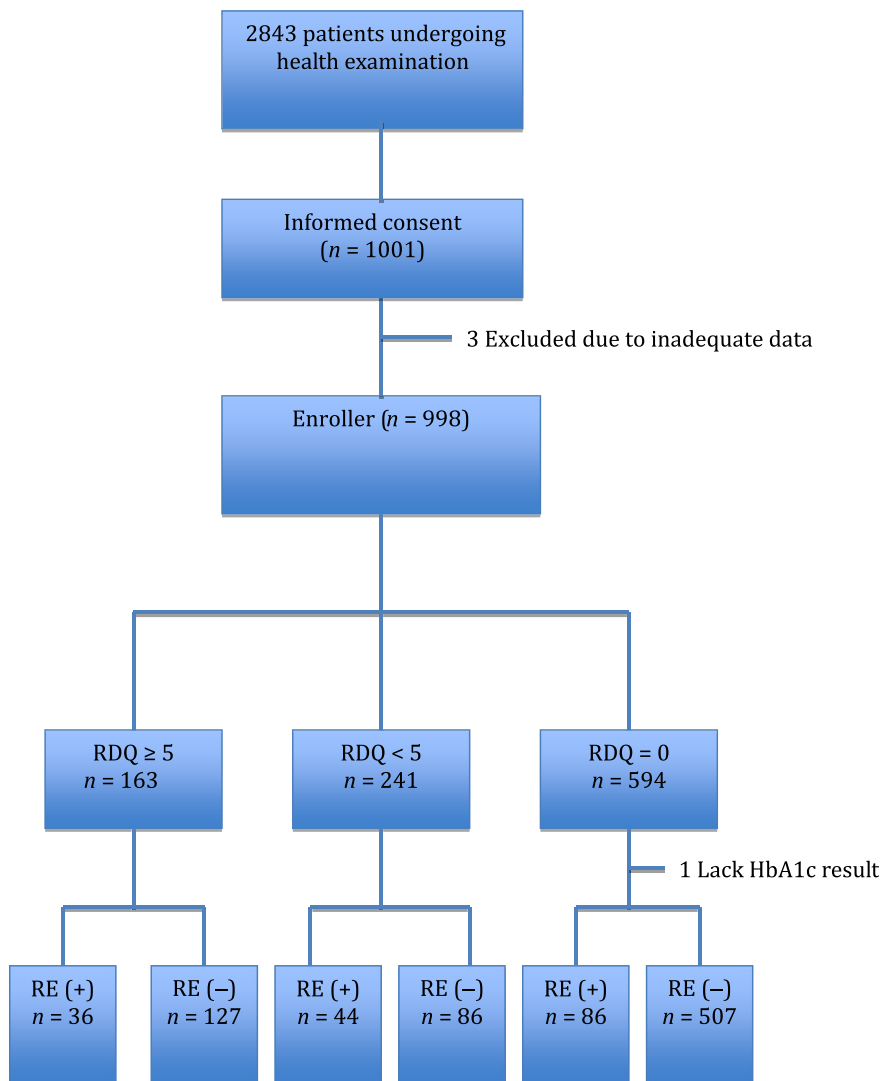 2843 patients undergoing
health examination
Informed consent
(n = 1001)
3 Excluded due to inadequate data
Enroller (n = 998)
RDQ ≥ 5
n = 163
RDQ < 5
n = 241
RDQ = 0
n = 594
1 Lack HbA1c result
RE (+)
n = 36
RE (–)
n = 127
RE (+)
n = 44
RE (–)
n = 86
RE (+)
n = 86
RE (–)
n = 507